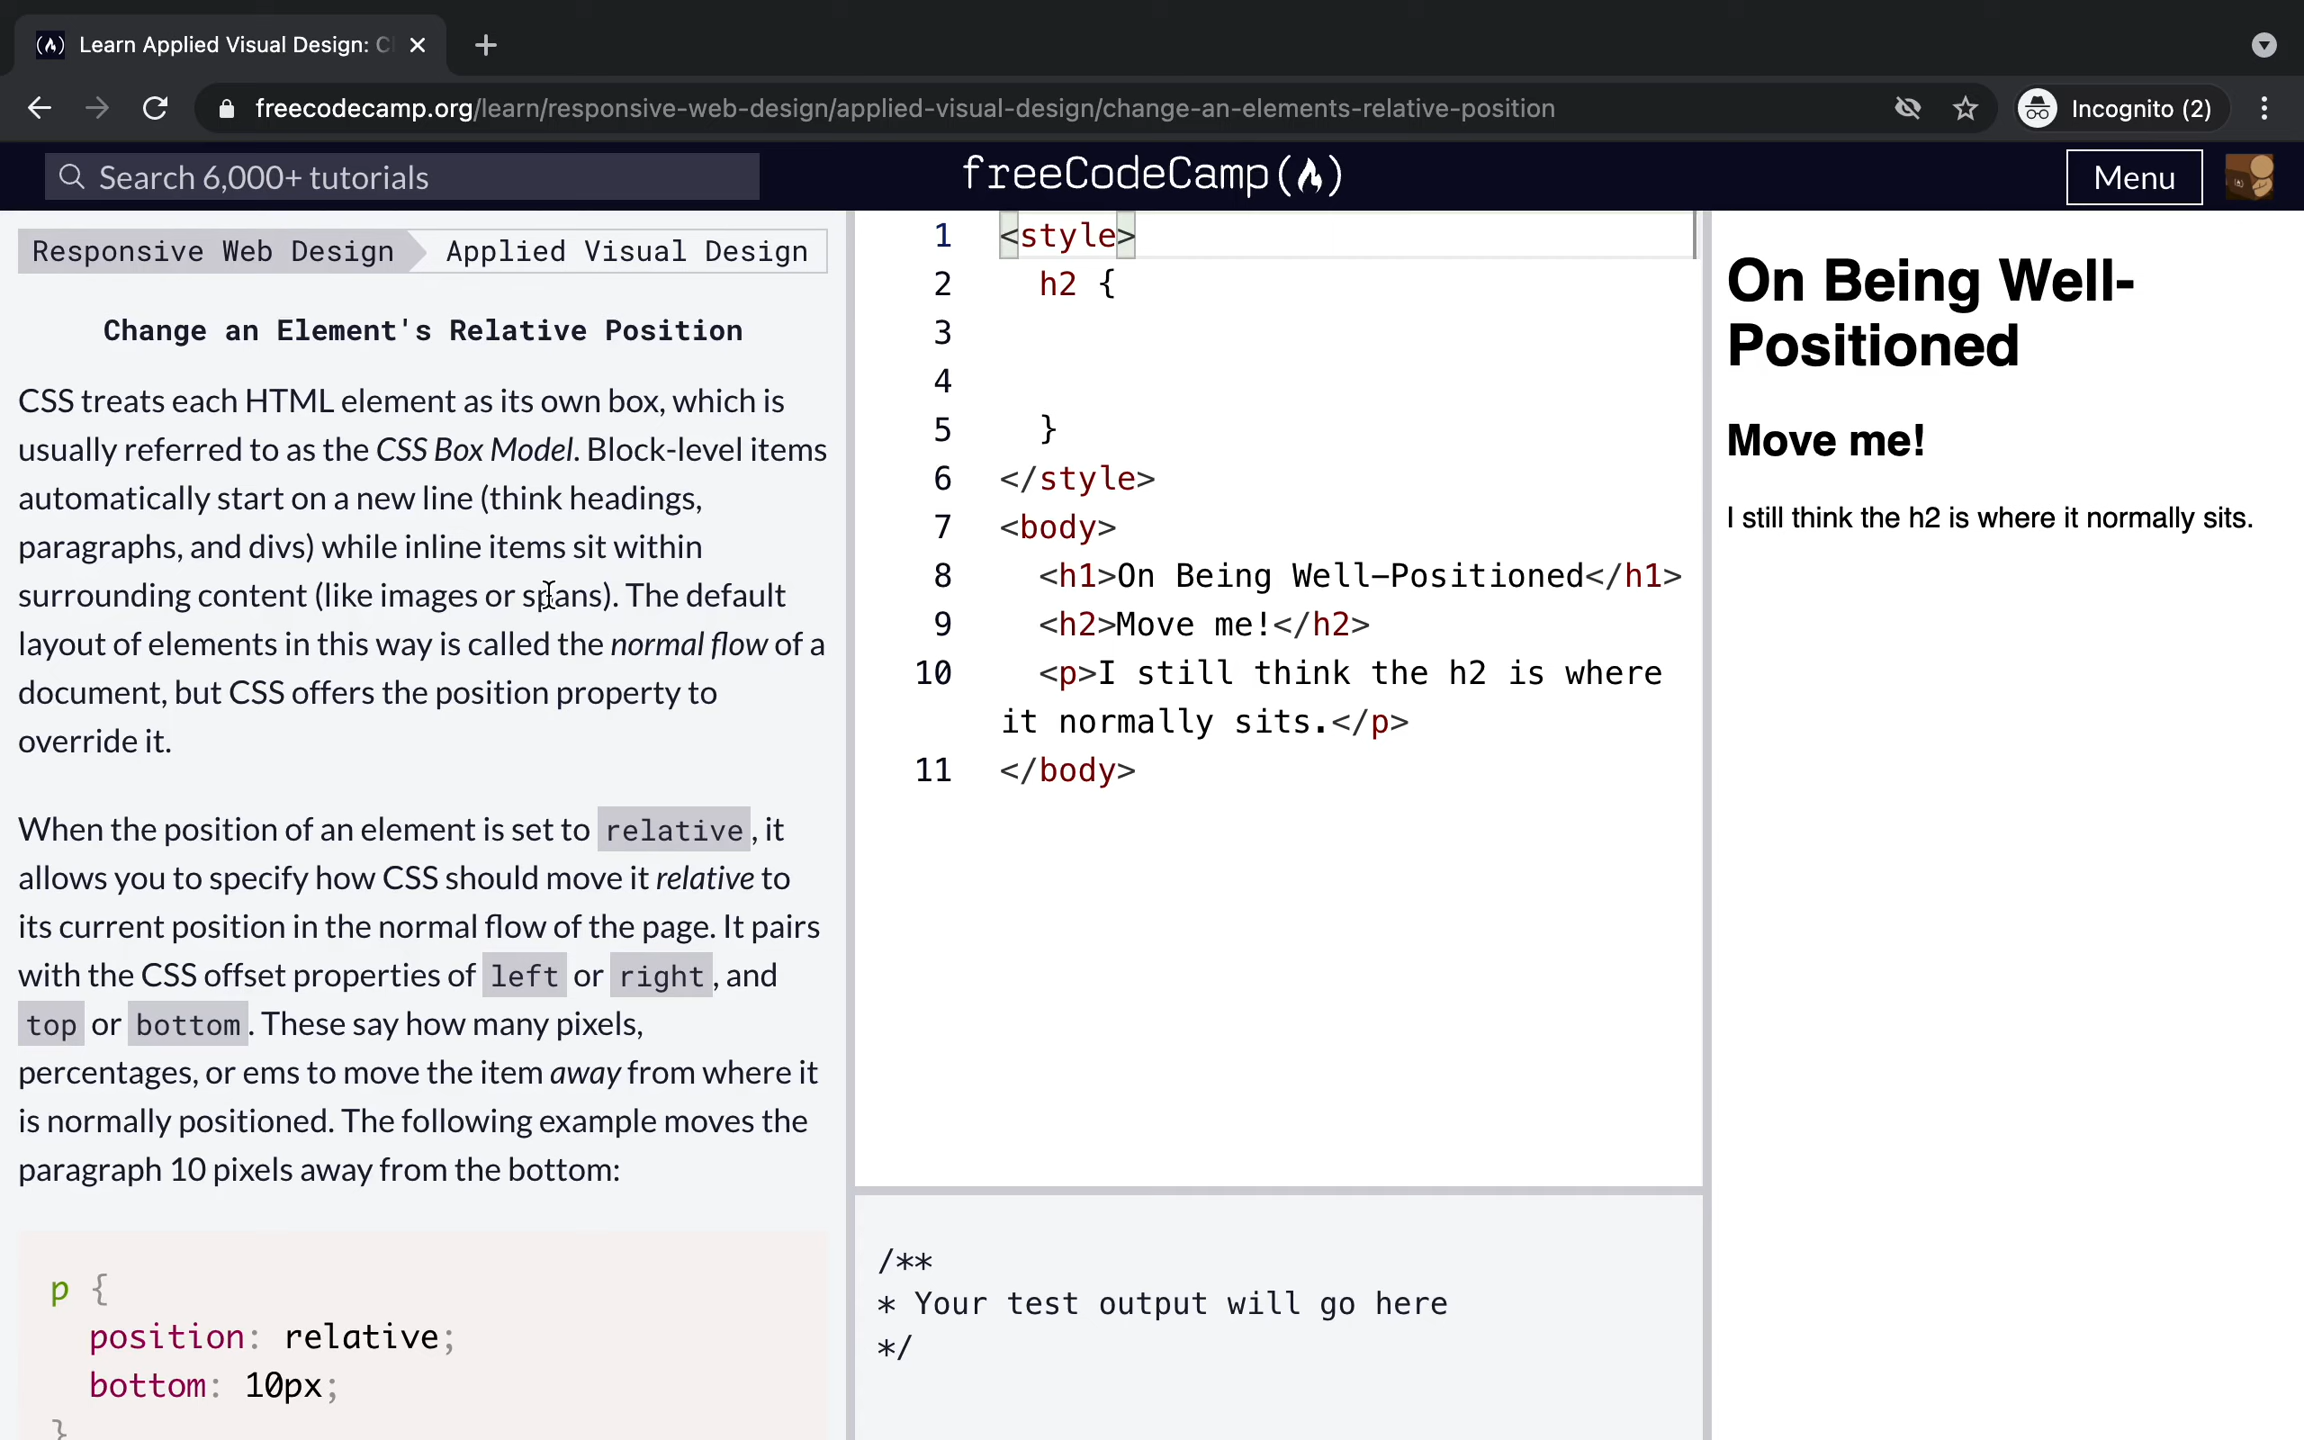 Learn Applied Visual Design: C
freecodecamp.org/learn/responsive-web-design/applied-visual-design/change-an-elements-relative-position
Incognito (2)
Search 6,000+ tutorials
freeCodeCamp
Menu
Responsive Web Design
Applied Visual Design
Change an Element's Relative Position
CSS treats each HTML element as its own box, which is
usually referred to as the CSS Box Model. Block-level items
automatically start on a new line (think headings,
paragraphs, and divs) while inline items sit within
surrounding content (like images or spans). The default
layout of elements in this way is called the normal flow of a
document, but CSS offers the position property to
override it.
When the position of an element is set to relative, it
allows you to specify how CSS should move it relative to
its current position in the normal flow of the page. It pairs
with the CSS offset properties of left or right, and
top or bottom. These say how many pixels,
percentages, or ems to move the item away from where it
is normally positioned. The following example moves the
paragraph 10 pixels away from the bottom:
p {
position: relative;
bottom: 10px;
}
1 <style>
2 h2 {
3
4
5 }
6 </style>
7 <body>
8 <h1>On Being Well-Positioned</h1>
9 <h2>Move me!</h2>
10 <p>I still think the h2 is where
it normally sits.</p>
11 </body>
/**
* Your test output will go here
*/
On Being Well-
Positioned
Move me!
I still think the h2 is where it normally sits.